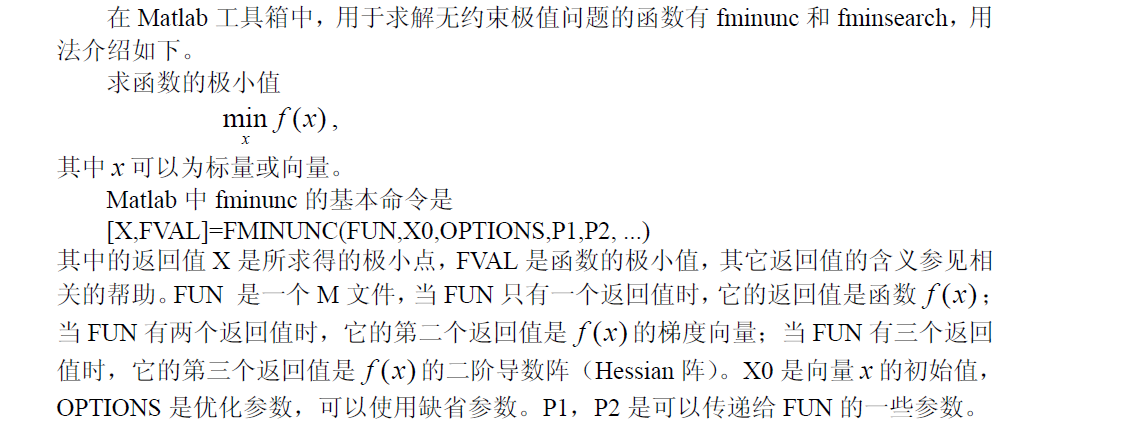 在 Matlab 工具箱中，用于求解无约束极值问题的函数有 fminunc 和 fminsearch，用
法介绍如下。
求函数的极小值
min f(x)，
x
其中 x 可以为标量或向量。
Matlab 中 fminunc 的基本命令是
[X,FVAL]=FMINUNC(FUN,X0,OPTIONS,P1,P2, ...)
其中的返回值 X 是所求得的极小点，FVAL 是函数的极小值，其它返回值的含义参见相
关的帮助。FUN 是一个 M 文件，当 FUN 只有一个返回值时，它的返回值是函数 f(x)；
当 FUN 有两个返回值时，它的第二个返回值是 f(x) 的梯度向量；当 FUN 有三个返回
值时，它的第三个返回值是 f(x) 的二阶导数阵（Hessian 阵）。X0 是向量 x 的初始值，
OPTIONS 是优化参数，可以使用缺省参数。P1，P2 是可以传递给 FUN 的一些参数。